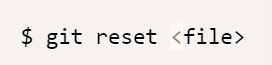 $ git reset <file>